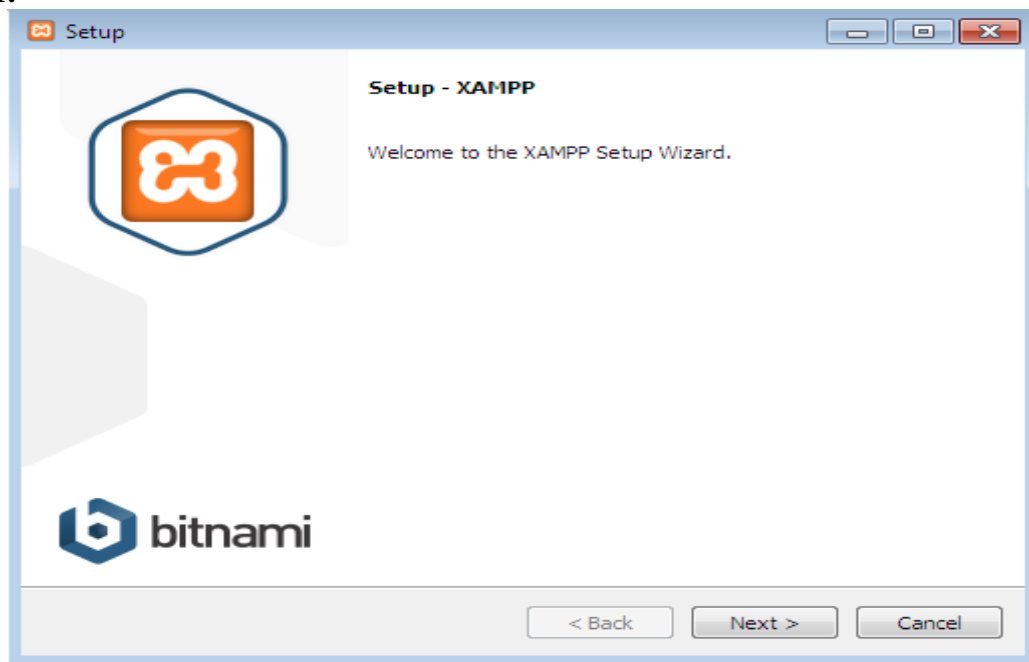 Setup
Setup - XAMPP
Welcome to the XAMPP Setup Wizard.
bitnami
< Back
Next >
Cancel